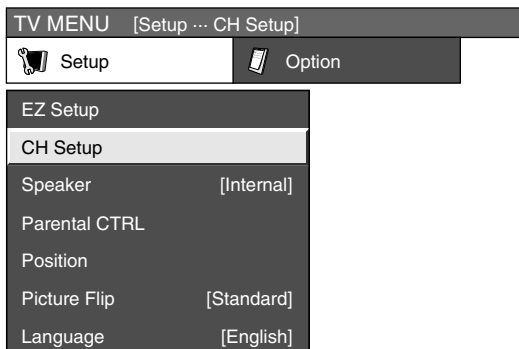 TV MENU [Setup ··· CH Setup]
Setup Option
EZ Setup
CH Setup
Speaker [Internal]
Parental CTRL
Position
Picture Flip [Standard]
Language [English]